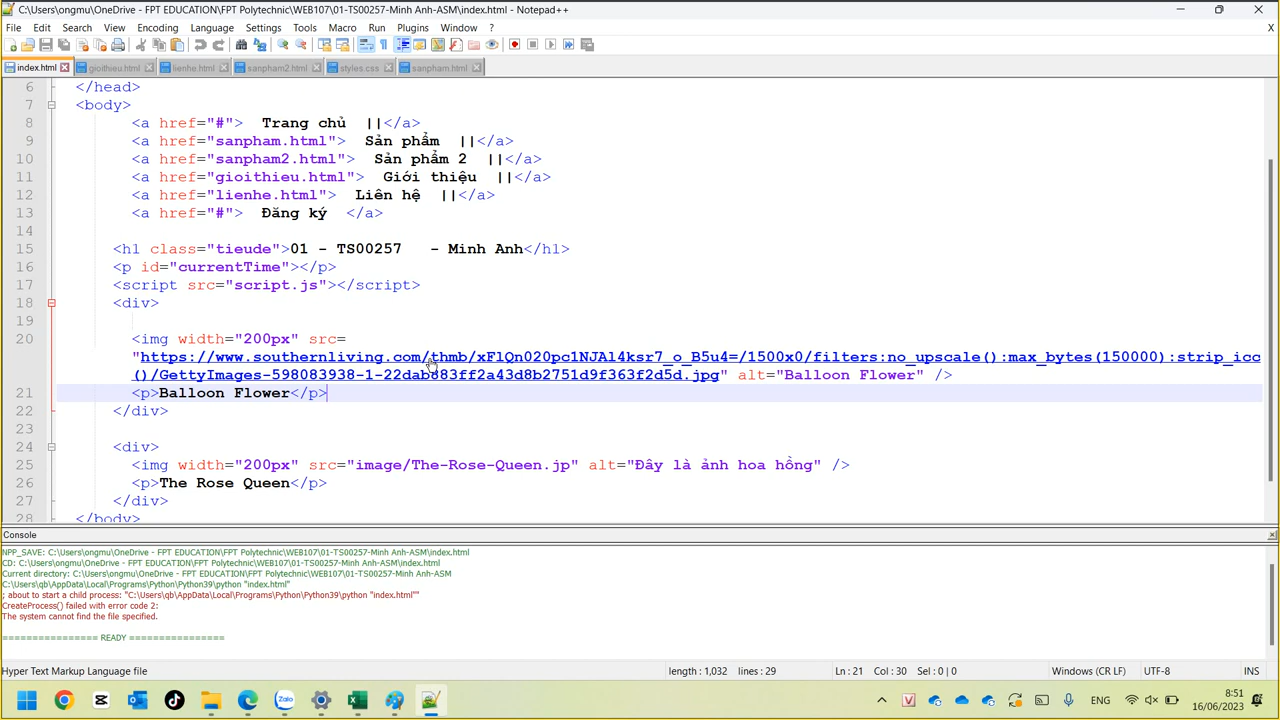 C:\Users\ongmu\OneDrive - FPT EDUCATION\FPT Polytechnic\WEB107\01-TS00257-Minh Anh-ASM\index.html - Notepad++
File Edit Search View Encoding Language Settings Tools Macro Run Plugins Window ? X
index.html gioithieu.html lienhe.html sanpham2.html styles.css sanpham.html
6 </head>
7 <body>
8 <a href="#"> Trang chủ ||</a>
9 <a href="sanpham.html"> Sản phẩm ||</a>
10 <a href="sanpham2.html"> Sản phẩm 2 ||</a>
11 <a href="gioithieu.html"> Giới thiệu ||</a>
12 <a href="lienhe.html"> Liên hệ ||</a>
13 <a href="#"> Đăng ký </a>
14
15 <h1 class="tieude">01 - TS00257 - Minh Anh</h1>
16 <p id="currentTime"></p>
17 <script src="script.js"></script>
18 <div>
19
20 <img width="200px" src=
"https://www.southernliving.com/thmb/xFlQn020pc1NJAl4ksr7_o_B5u4=/1500x0/filters:no_upscale():max_bytes(150000):strip_icc
()/GettyImages-598083938-1-22dab883ff2a43d8b2751d9f363f2d5d.jpg" alt="Balloon Flower" />
21 <p>Balloon Flower</p>
22 </div>
23
24 <div>
25 <img width="200px" src="image/The-Rose-Queen.jp" alt="Đây là ảnh hoa hồng" />
26 <p>The Rose Queen</p>
27 </div>
28 </body>
Console
NPP_SAVE: C:\Users\ongmu\OneDrive - FPT EDUCATION\FPT Polytechnic\WEB107\01-TS00257-Minh Anh-ASM\index.html
CD: C:\Users\ongmu\OneDrive - FPT EDUCATION\FPT Polytechnic\WEB107\01-TS00257-Minh Anh-ASM\index.html
Current directory: C:\Users\ongmu\OneDrive - FPT EDUCATION\FPT Polytechnic\WEB107\01-TS00257-Minh Anh-ASM
C:\Users\qb\AppData\Local\Programs\Python\Python39\python "index.html"
; about to start a child process: "C:\Users\qb\AppData\Local\Programs\Python\Python39\python "index.html""
CreateProcess() failed with error code 2:
The system cannot find the file specified.
================ READY ================
Hyper Text Markup Language file length : 1,032 lines : 29 Ln : 21 Col : 30 Sel : 0 | 0 Windows (CR LF) UTF-8 INS
Zalo ENG 8:51
16/06/2023